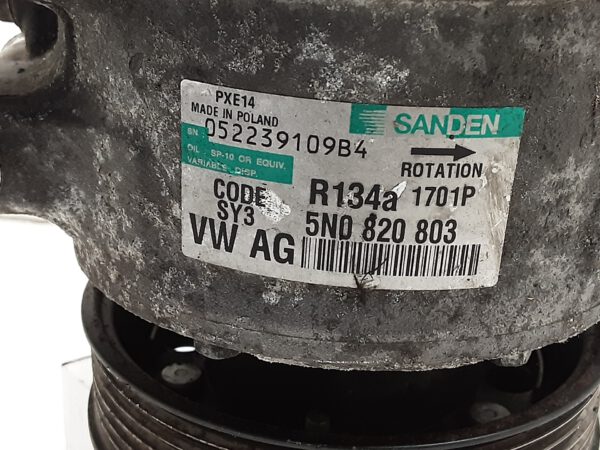 PXE14
MADE IN POLAND
SANDEN
SN: 052239109B4
OIL: SP-10 OR EQUIV.
VARIABLE DISP.
ROTATION
CODE R134a 1701P
SY3 5N0 820 803
VW AG